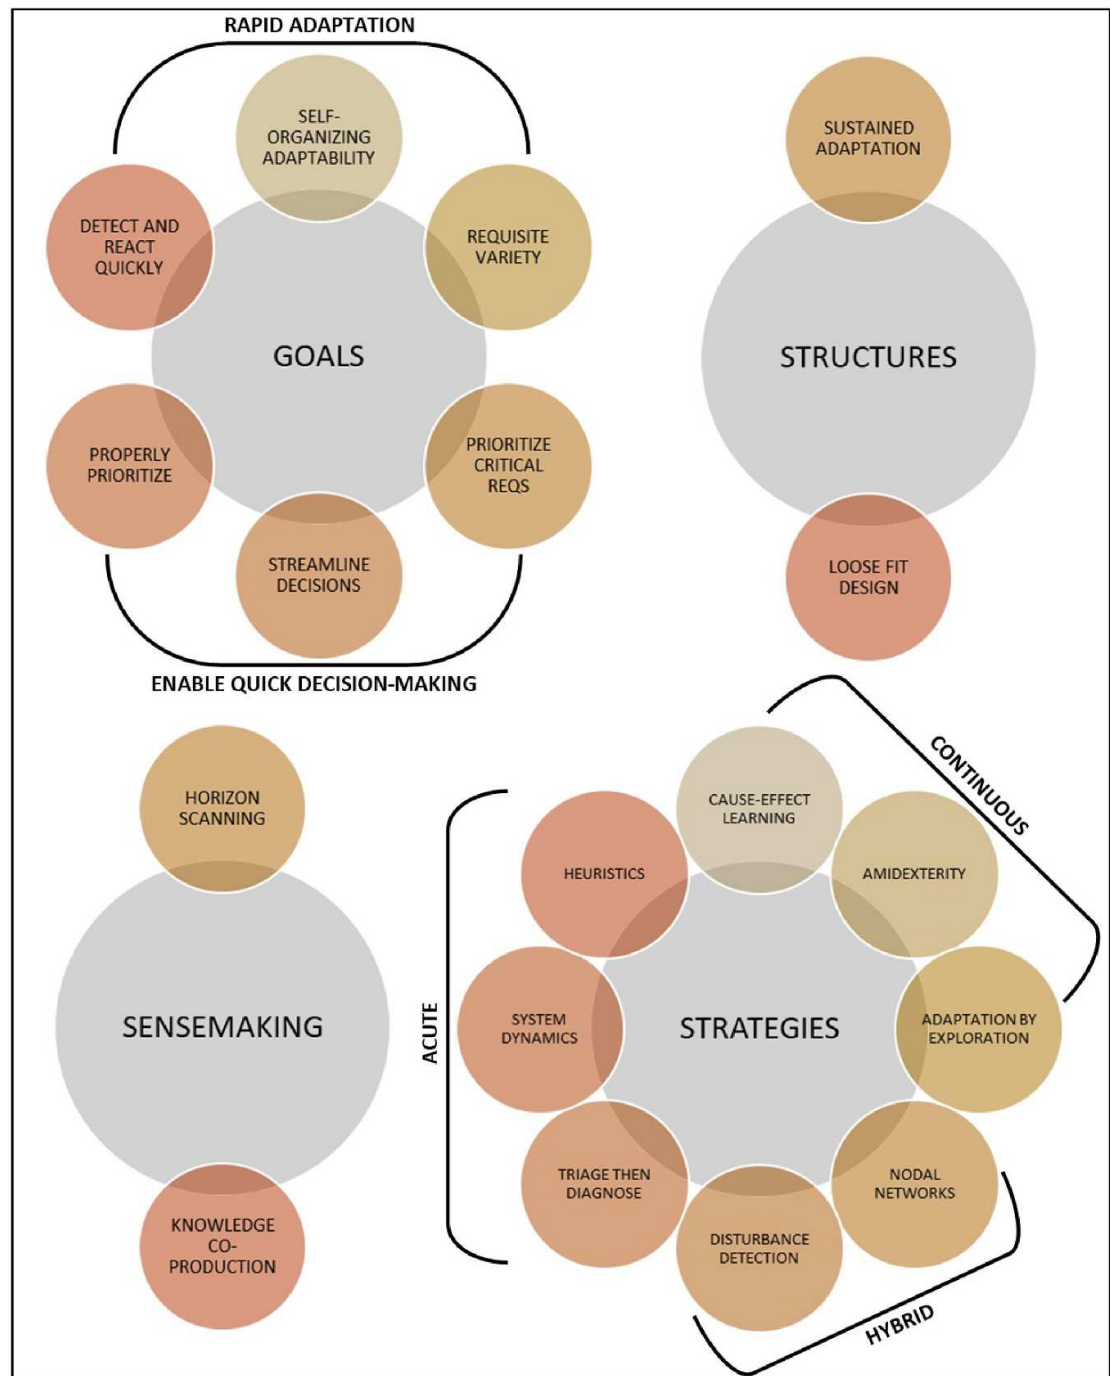 RAPID ADAPTATION
SELF-
ORGANIZING
ADAPTABILITY
DETECT AND
REACT
QUICKLY
REQUISITE
VARIETY
GOALS
PROPERLY
PRIORITIZE
PRIORITIZE
CRITICAL
REQS
STREAMLINE
DECISIONS
ENABLE QUICK DECISION-MAKING
SUSTAINED
ADAPTATION
STRUCTURES
LOOSE FIT
DESIGN
HORIZON
SCANNING
SENSEMAKING
KNOWLEDGE
CO-
PRODUCTION
CONTINUOUS
CAUSE-EFFECT
LEARNING
HEURISTICS
AMIDEXTERITY
ACUTE
SYSTEM
DYNAMICS
STRATEGIES
ADAPTATION BY
EXPLORATION
TRIAGE THEN
DIAGNOSE
NODAL
NETWORKS
DISTURBANCE
DETECTION
HYBRID